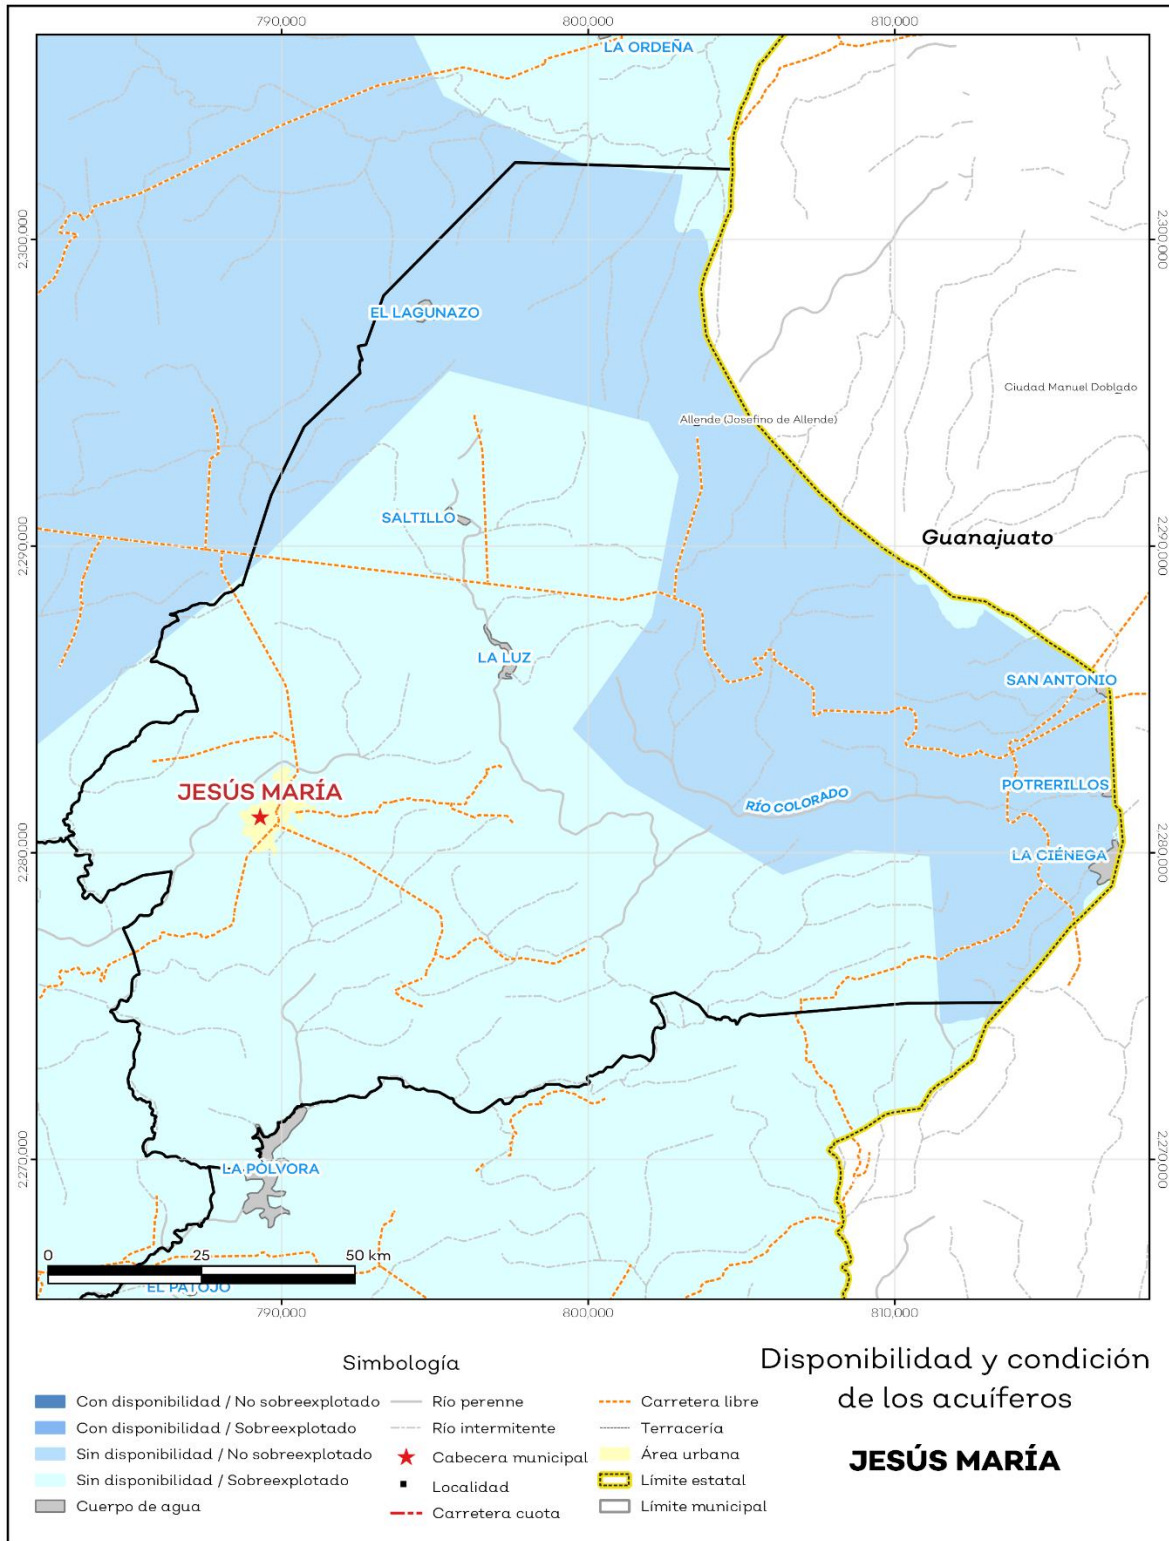 790,000
800,000
810,000
LA ORDEÑA
2,300,000
2,300,000
EL LAGUNAZO
Ciudad Manuel Doblado
Allende (Josefino de Allende)
SALTILLO
Guanajuato
2,290,000
2,290,000
LA LUZ
SAN ANTONIO
JESÚS MARÍA
RÍO COLORADO
POTRERILLOS
LA CIÉNEGA
2,280,000
2,280,000
2,270,000
2,270,000
LA PÓLVORA
0 25 50 km
EL PATOJO
790,000
800,000
810,000
Simbología
Con disponibilidad / No sobreexplotado
Con disponibilidad / Sobreexplotado
Sin disponibilidad / No sobreexplotado
Sin disponibilidad / Sobreexplotado
Cuerpo de agua
Río perenne
Río intermitente
Cabecera municipal
Localidad
Carretera cuota
Carretera libre
Terracería
Área urbana
Límite estatal
Límite municipal
Disponibilidad y condición
de los acuíferos
JESÚS MARÍA